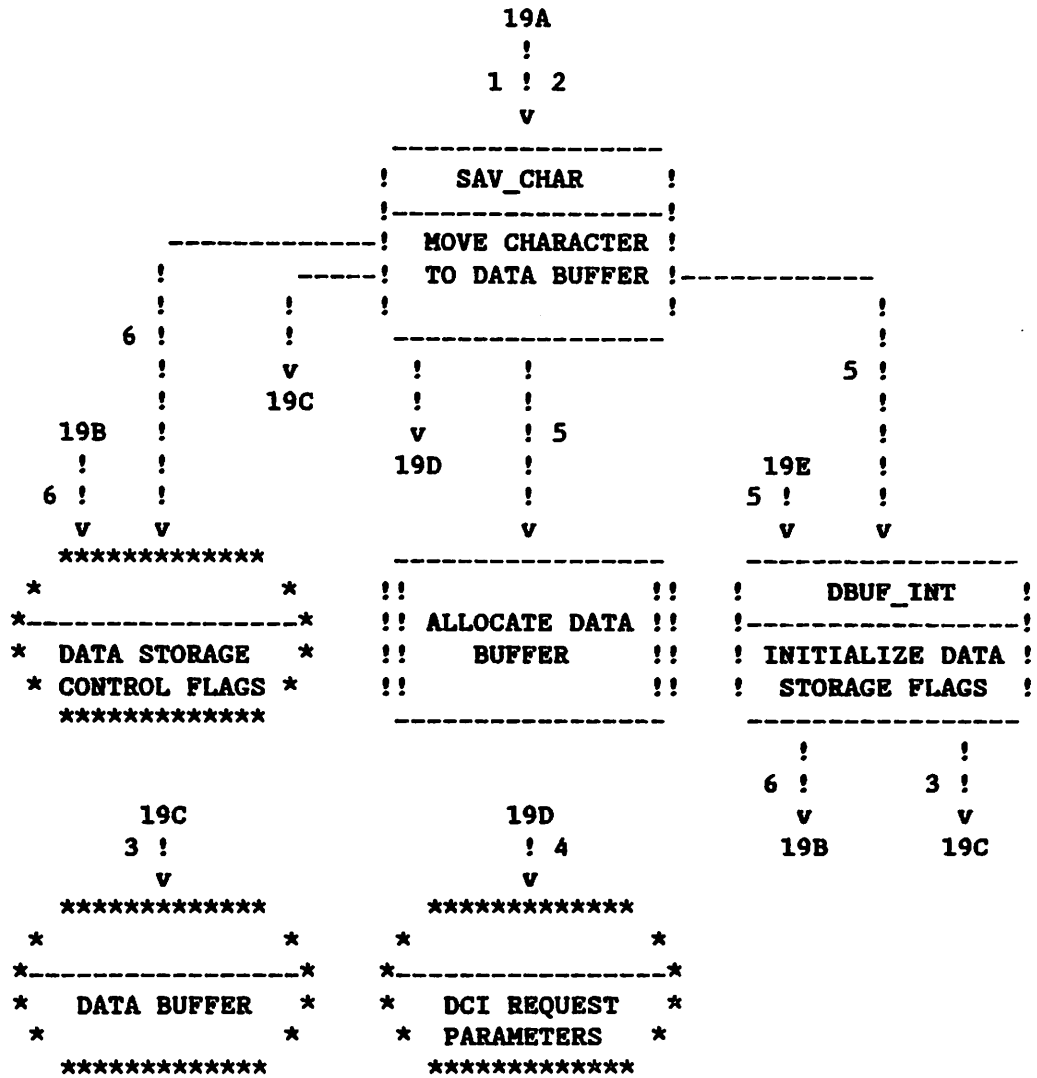 19A
!
1 ! 2
v
-----------------
! SAV_CHAR !
!-----------------!
-------------! MOVE CHARACTER !
! -----! TO DATA BUFFER !------------
! ! ! ! !
6 ! ! ----------------- !
! v ! ! 5 !
! 19C ! ! !
19B ! v ! 5 !
! ! 19D ! 19E !
6 ! ! ! 5 ! !
v v v v v
************* ----------------- -----------------
* * !! !! ! DBUF_INT !
*-----------------* !! ALLOCATE DATA !! !-----------------!
* DATA STORAGE * !! BUFFER !! ! INITIALIZE DATA !
* CONTROL FLAGS * !! !! ! STORAGE FLAGS !
************* ----------------- -----------------
! !
6 ! 3 !
19C 19D v v
3 ! ! 4 19B 19C
v v
************* *************
* * * *
*-----------------* *-----------------*
* DATA BUFFER * * DCI REQUEST *
* * * PARAMETERS *
************* *************